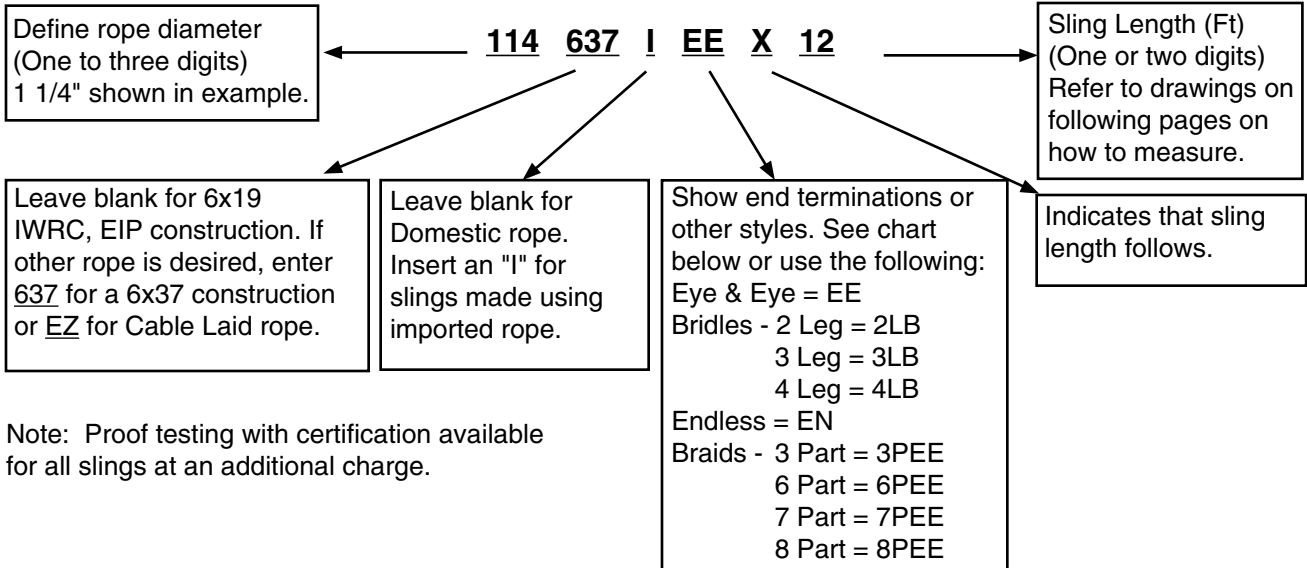 Define rope diameter
(One to three digits)
1 1/4" shown in example.
114 637 I EE X 12
Sling Length (Ft)
(One or two digits)
Refer to drawings on
following pages on
how to measure.
Leave blank for 6x19
IWRC, EIP construction. If
other rope is desired, enter
637 for a 6x37 construction
or EZ for Cable Laid rope.
Leave blank for
Domestic rope.
Insert an "I" for
slings made using
imported rope.
Show end terminations or
other styles. See chart
below or use the following:
Eye & Eye = EE
Bridles - 2 Leg = 2LB
3 Leg = 3LB
4 Leg = 4LB
Endless = EN
Braids - 3 Part = 3PEE
6 Part = 6PEE
7 Part = 7PEE
8 Part = 8PEE
Indicates that sling
length follows.
Note: Proof testing with certification available
for all slings at an additional charge.